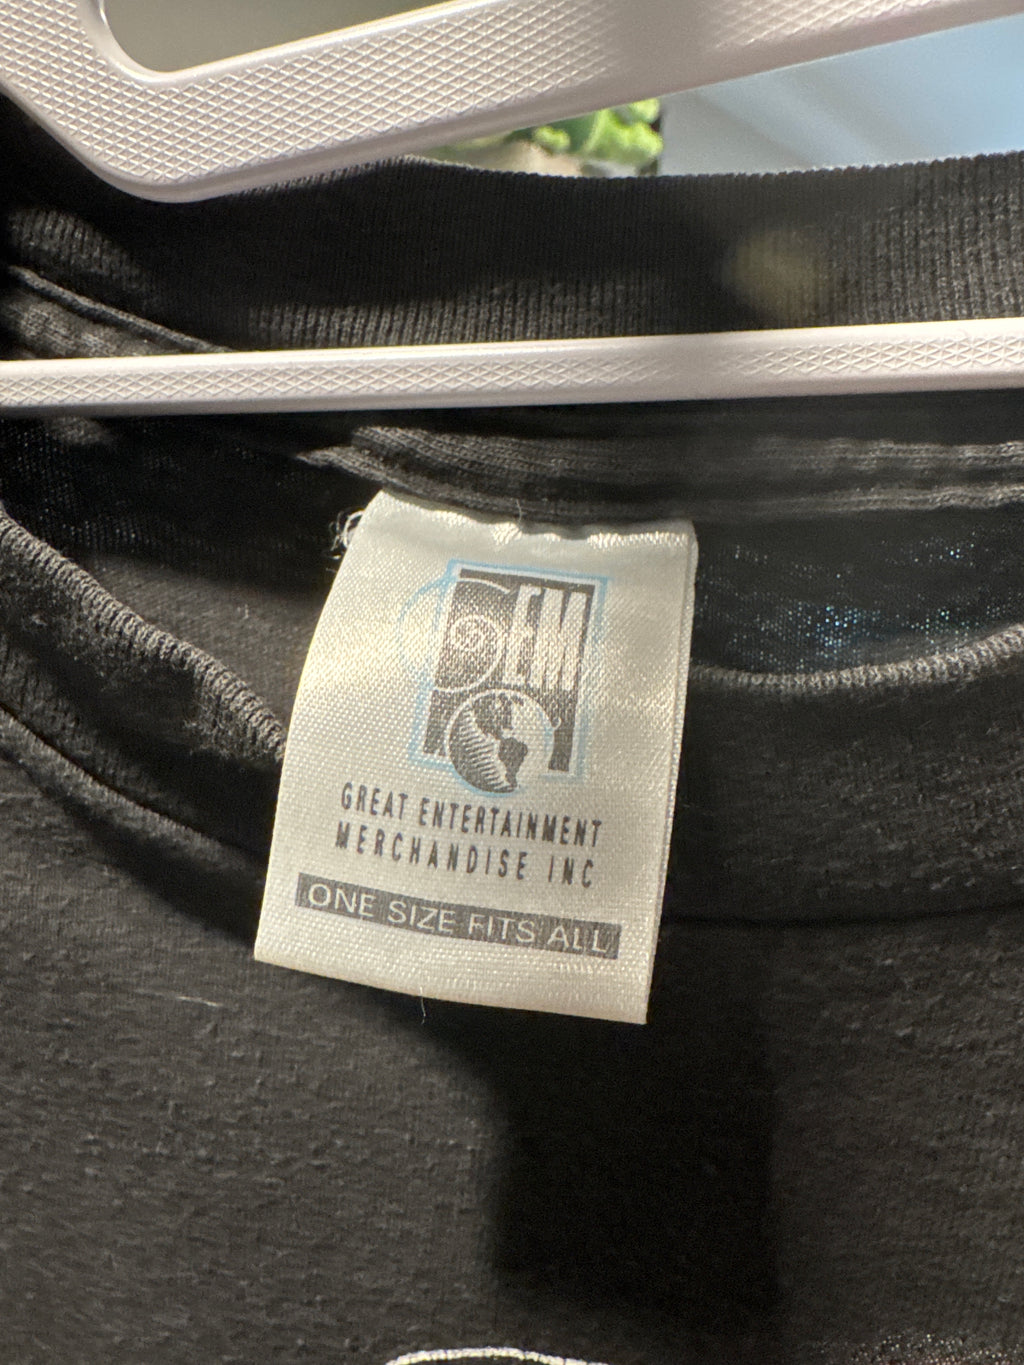 GEM
GREAT ENTERTAINMENT
MERCHANDISE INC
ONE SIZE FITS ALL